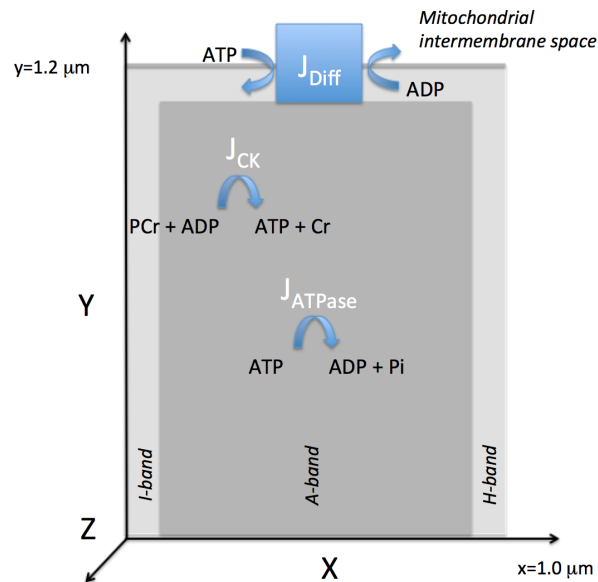 Mitochondrial
intermembrane space
ATP
y=1.2 μm
JDiff
ADP
JCK
PCr + ADP ATP + Cr
Y
JATPase
ATP ADP + Pi
I-band
A-band
H-band
Z
X
x=1.0 μm